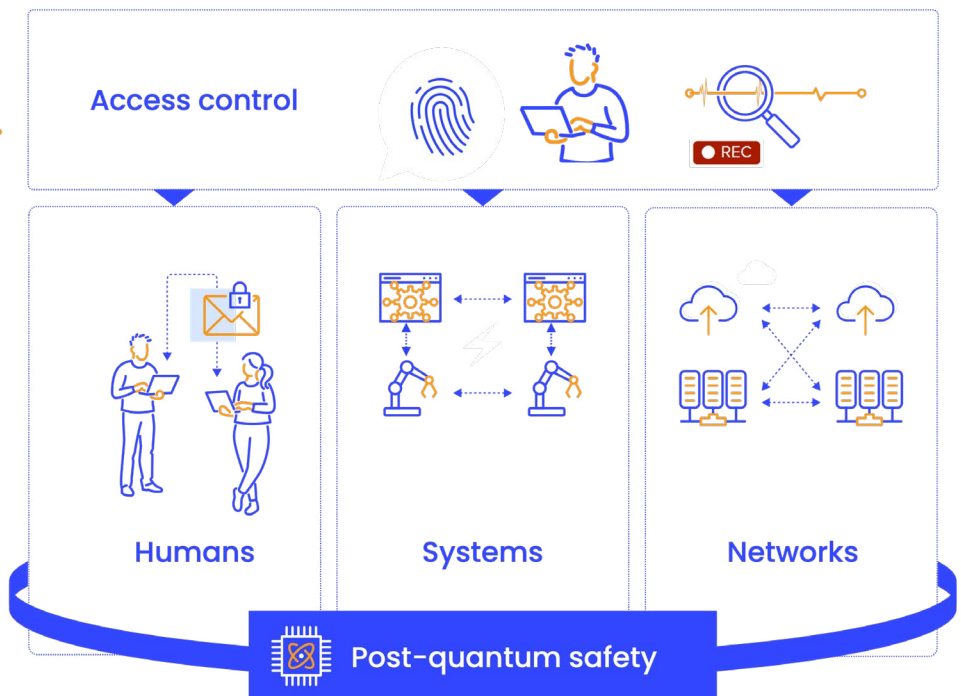 Access control
REC
Humans
Systems
Networks
Post-quantum safety